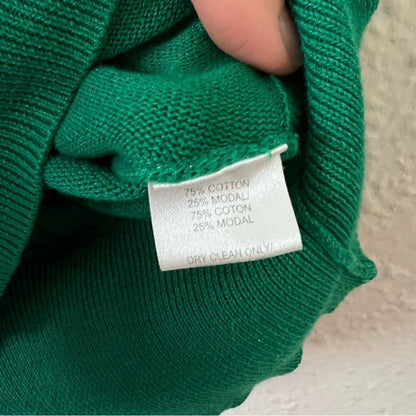 75% COTTON
25% MODAL/
75% COTON
25% MODAL
DRY CLEAN ONLY/